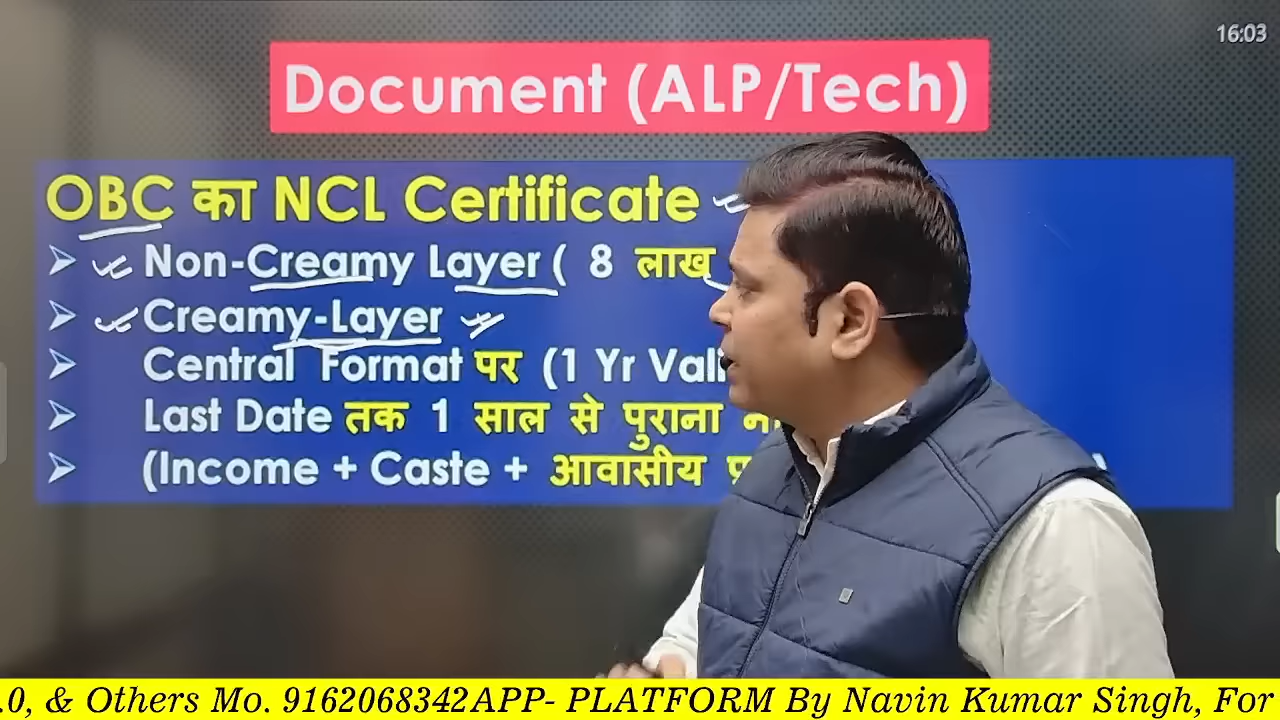 16:03
Document (ALP/Tech)
OBC का NCL Certificate
Non-Creamy Layer ( 8 लाख
Creamy-Layer
Central Format पर (1 Yr
Last Date तक 1 साल से पुराना
(Income + Caste + आवासीय
.0, & Others Mo. 9162068342APP- PLATFORM By Navin Kumar Singh, For